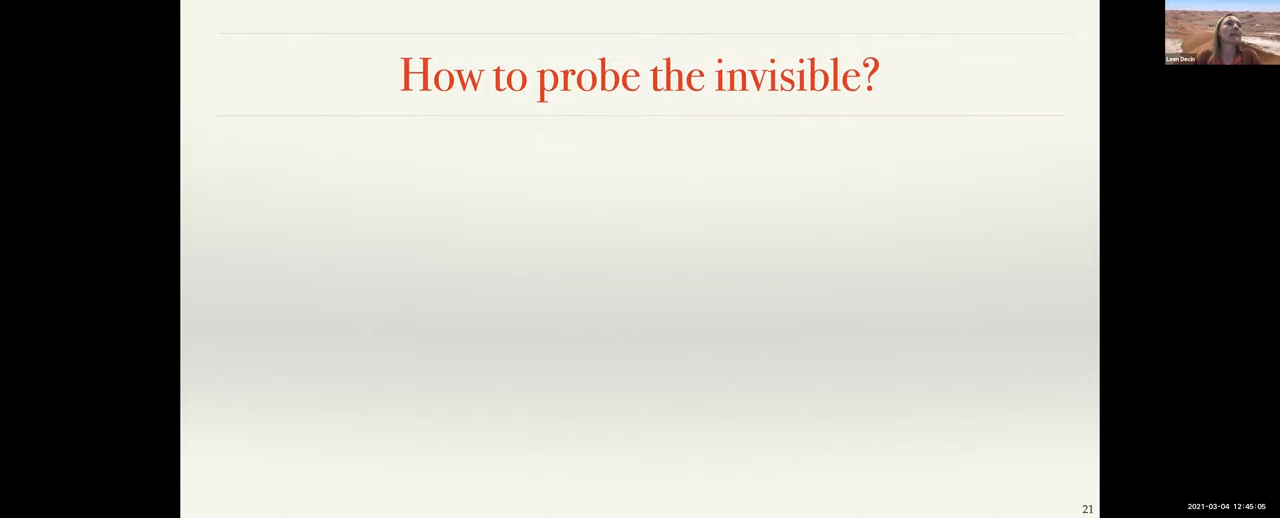 How to probe the invisible?
Leen Decin
21
2021-03-04 12:45:05